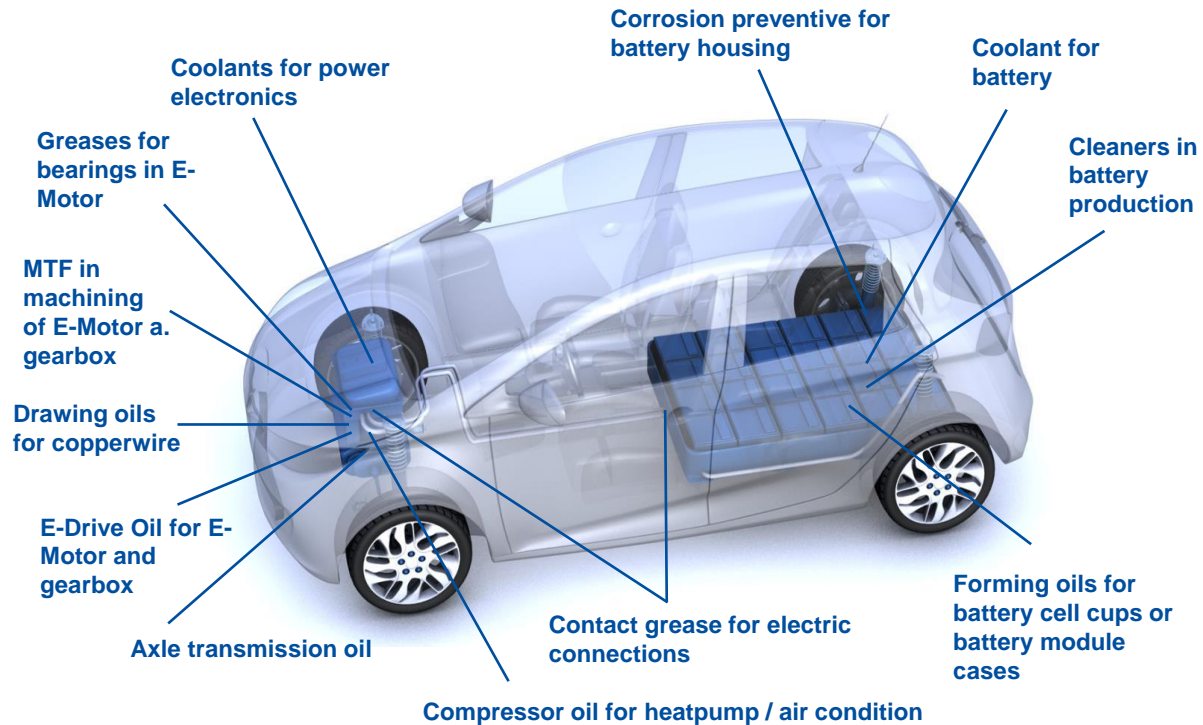 Corrosion preventive for
battery housing
Coolant for
battery
Coolants for power
electronics
Greases for
bearings in E-
Motor
Cleaners in
battery
production
MTF in
machining
of E-Motor a.
gearbox
Drawing oils
for copperwire
E-Drive Oil for E-
Motor and
gearbox
Axle transmission oil
Contact grease for electric
connections
Forming oils for
battery cell cups or
battery module
cases
Compressor oil for heatpump / air condition